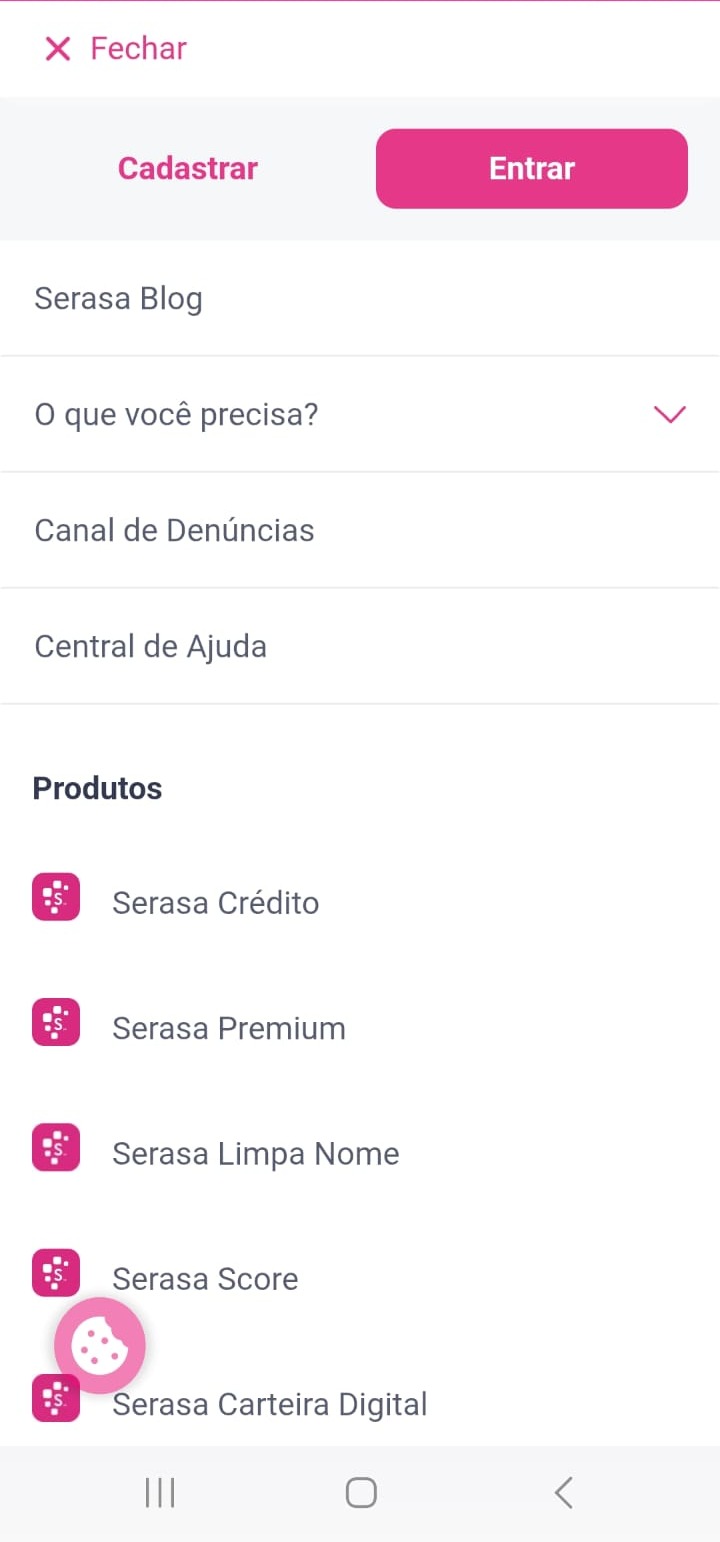 Fechar
Cadastrar
Entrar
Serasa Blog
O que você precisa?
Canal de Denúncias
Central de Ajuda
Produtos
S
Serasa Crédito
S
Serasa Premium
S
Serasa Limpa Nome
S
Serasa Score
S
Serasa Carteira Digital